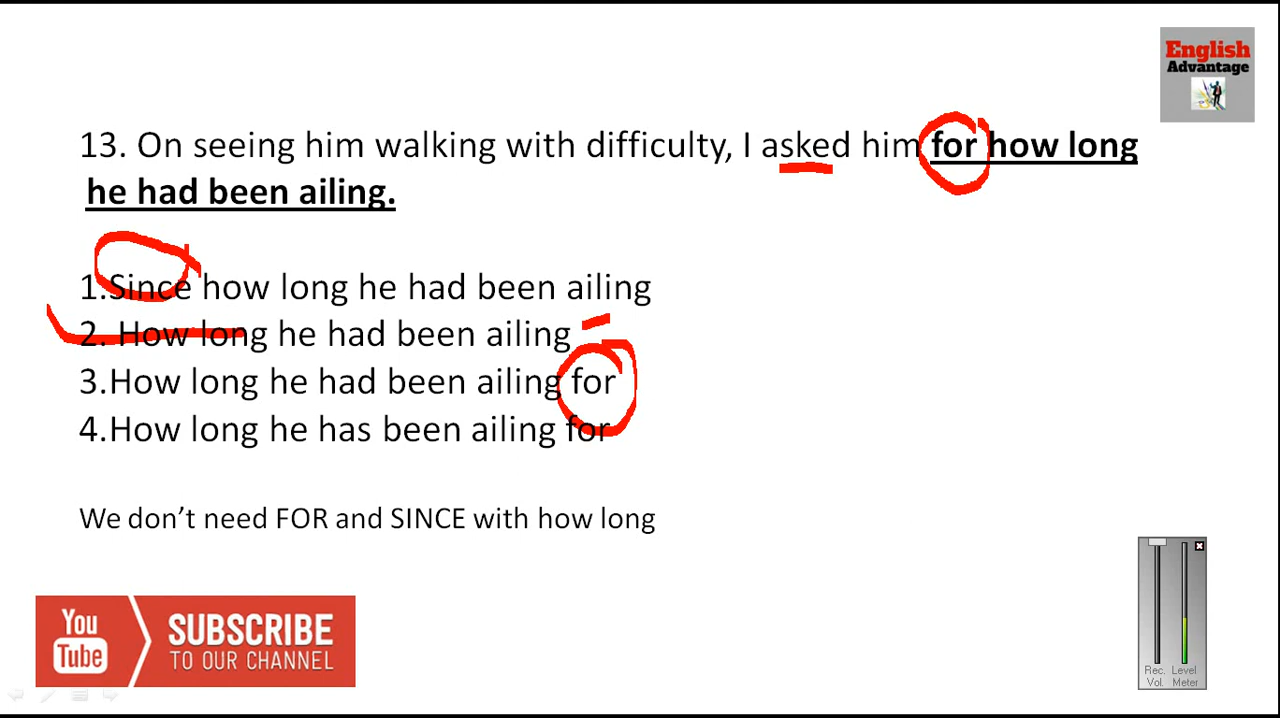 English
Advantage
13. On seeing him walking with difficulty, I asked him for how long
he had been ailing.
1.Since how long he had been ailing
2. How long he had been ailing
3.How long he had been ailing for
4.How long he has been ailing for
We don't need FOR and SINCE with how long
You
Tube
SUBSCRIBE
TO OUR CHANNEL
Rec. Level
Vol. Meter